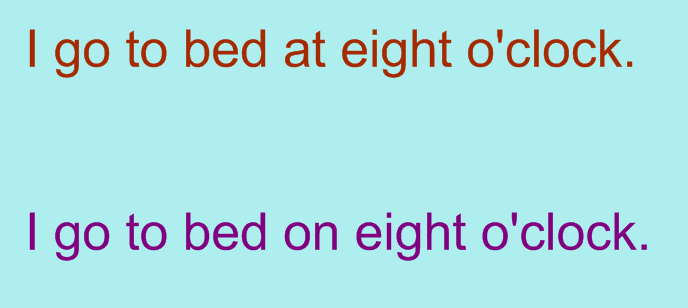 I go to bed at eight o'clock.
I go to bed on eight o'clock.